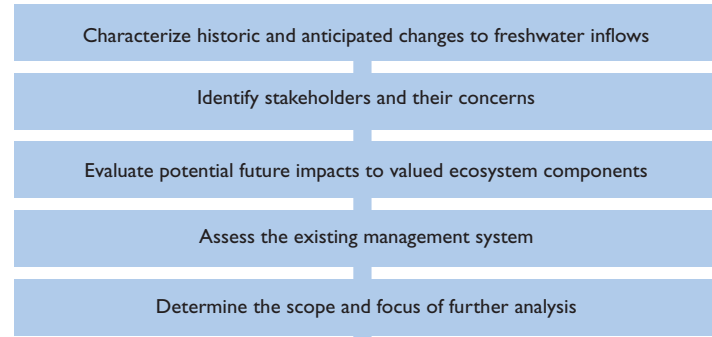 Characterize historic and anticipated changes to freshwater inflows
Identify stakeholders and their concerns
Evaluate potential future impacts to valued ecosystem components
Assess the existing management system
Determine the scope and focus of further analysis